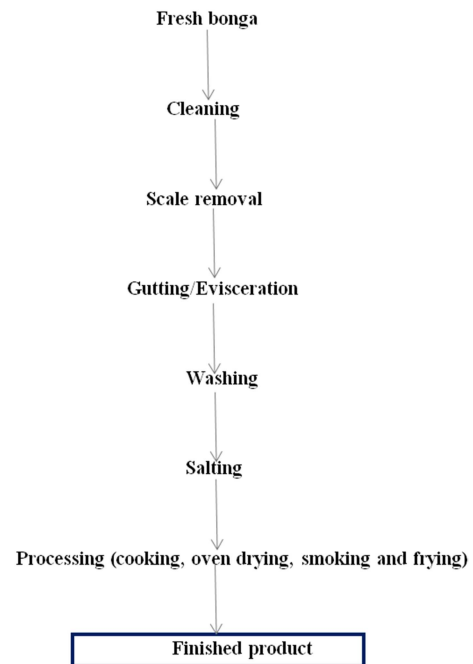 Fresh bonga
Cleaning
Scale removal
Gutting/Evisceration
Washing
Salting
Processing (cooking, oven drying, smoking and frying)
Finished product